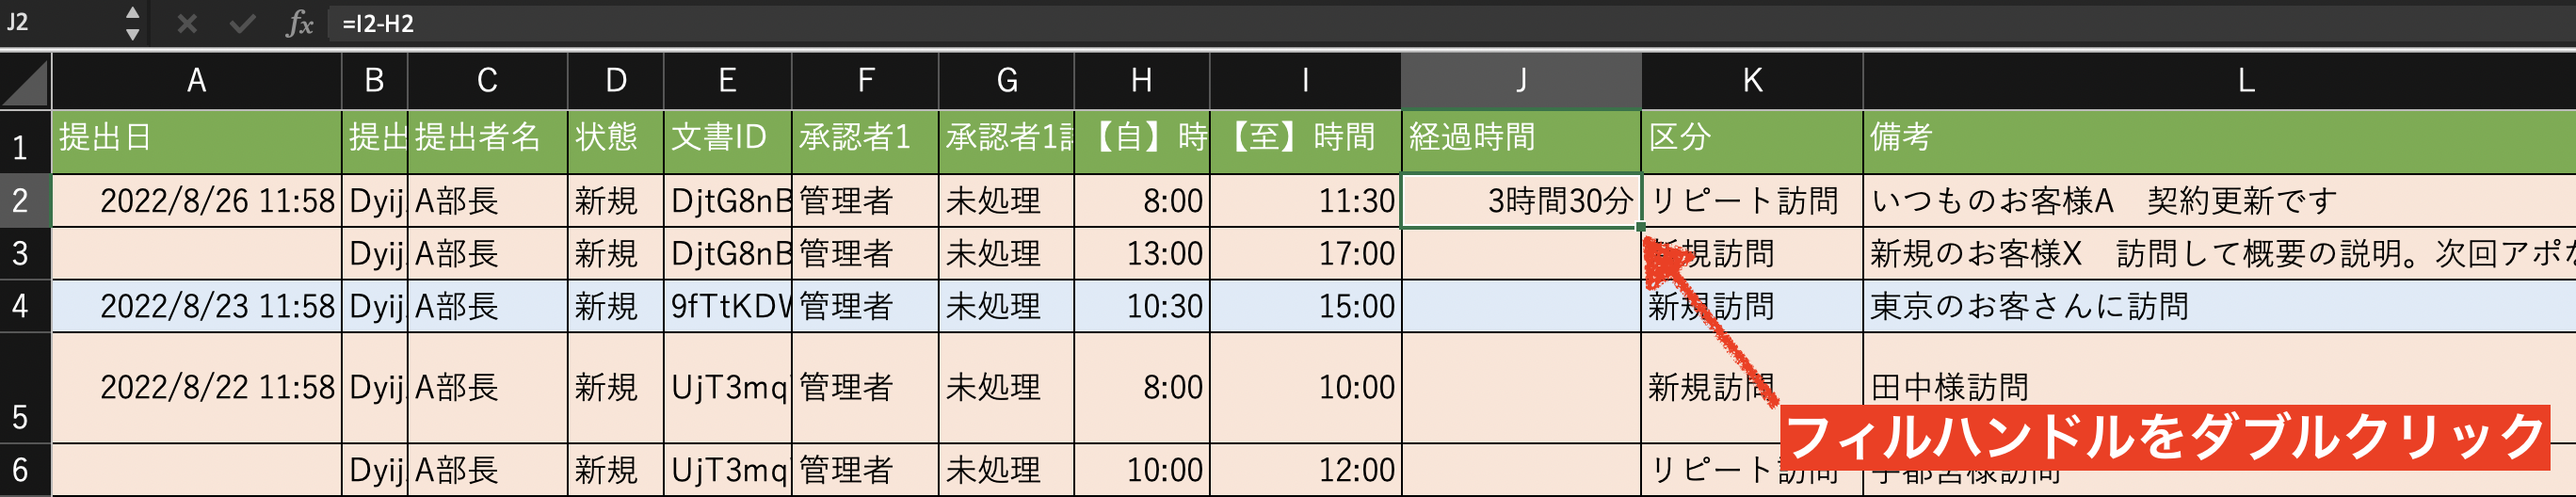 J2 fx =I2-H2
A B C D E F G H I J K L
1 提出日 提出 提出者名 状態 文書ID 承認者1 承認者1 【自】時 【至】時間 経過時間 区分 備考
2 2022/8/26 11:58 Dyij A部長 新規 DjtG8nB 管理者 未処理 8:00 11:30 3時間30分 リピート訪問 いつものお客様A　契約更新です
3 Dyij A部長 新規 DjtG8nB 管理者 未処理 13:00 17:00 新規訪問 新規のお客様X　訪問して概要の説明。次回アポな
4 2022/8/23 11:58 Dyij A部長 新規 9fTtKDV 管理者 未処理 10:30 15:00 新規訪問 東京のお客さんに訪問
5 2022/8/22 11:58 Dyij A部長 新規 UjT3mq 管理者 未処理 8:00 10:00 新規訪問 田中様訪問
フィルハンドルをダブルクリック
6 Dyij A部長 新規 UjT3mq 管理者 未処理 10:00 12:00 リピート訪問 宇都宮様訪問